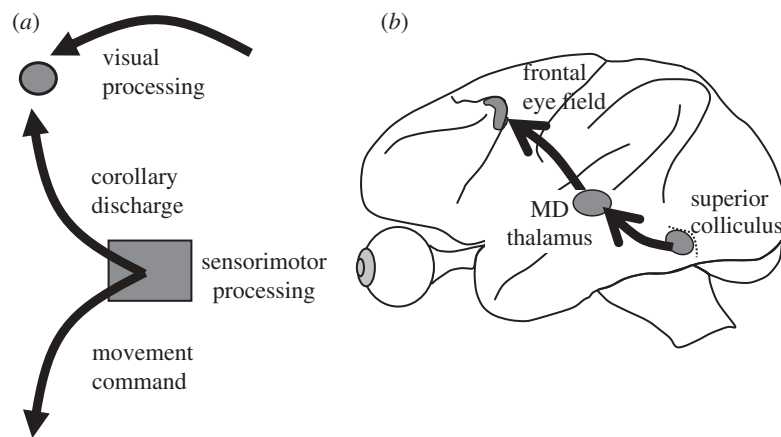 (a)
visual
processing
corollary
discharge
sensorimotor
processing
movement
command
(b)
frontal
eye field
MD
thalamus
superior
colliculus